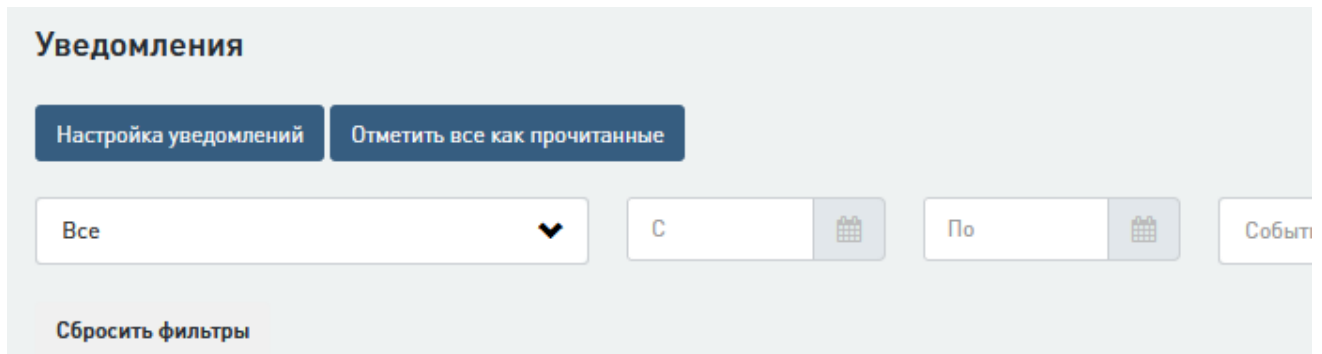 Уведомления
Настройка уведомлений Отметить все как прочитанные
Все С По
Сбросить фильтры